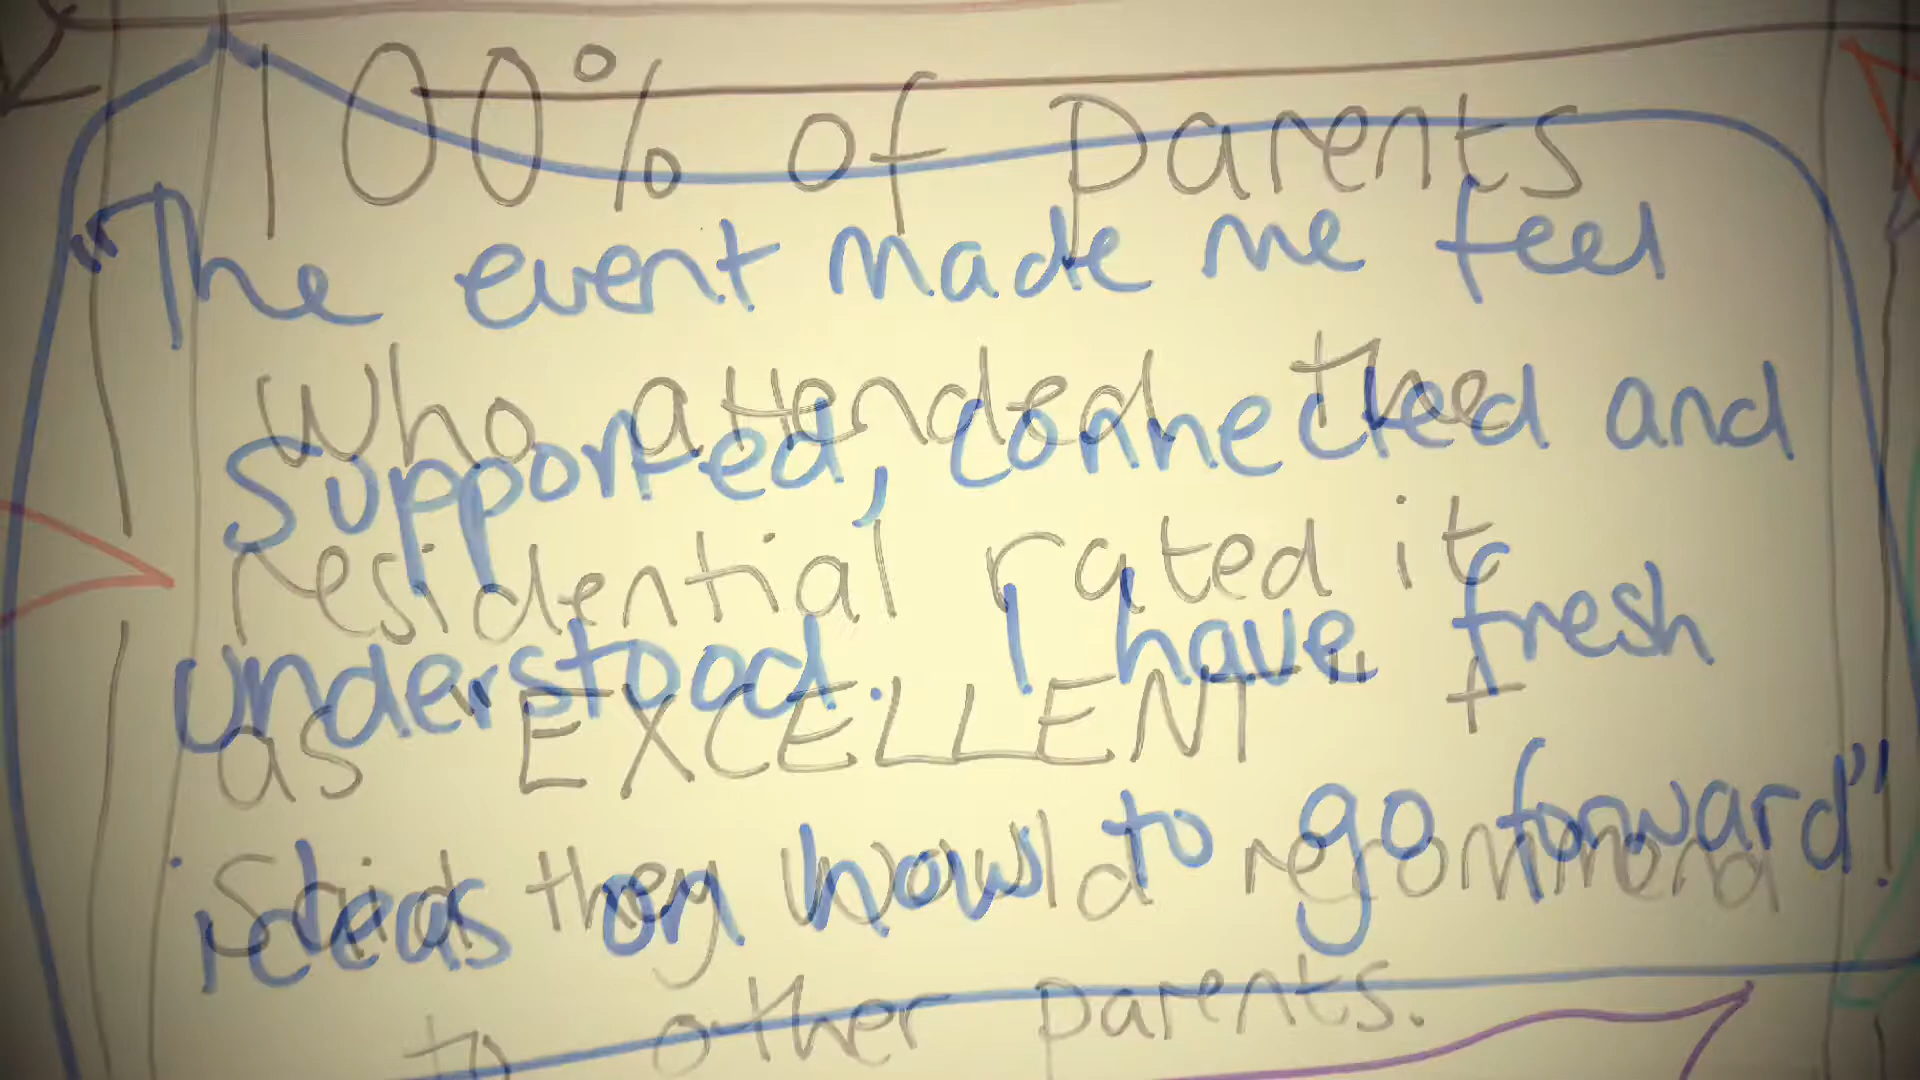 100% of parents
who attended the
residential rated it
as "EXCELLENT" +
said they would recommend
to other parents.
"The event made me feel
supported, connected and
understood. I have fresh
ideas on how to go forward"!